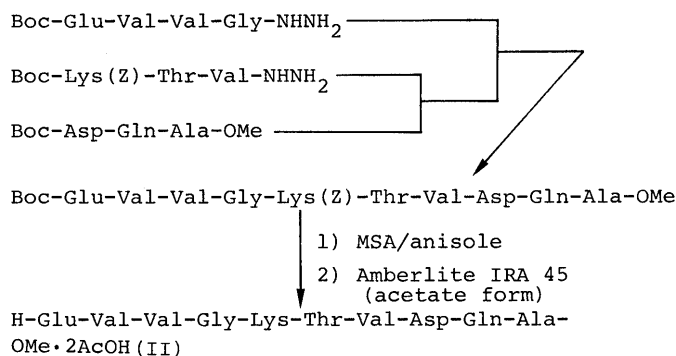 Boc-Glu-Val-Val-Gly-NHNH2
Boc-Lys(Z)-Thr-Val-NHNH2
Boc-Asp-Gln-Ala-OMe
Boc-Glu-Val-Val-Gly-Lys(Z)-Thr-Val-Asp-Gln-Ala-OMe
1) MSA/anisole
2) Amberlite IRA 45
(acetate form)
H-Glu-Val-Val-Gly-Lys-Thr-Val-Asp-Gln-Ala-
OMe·2AcOH(II)